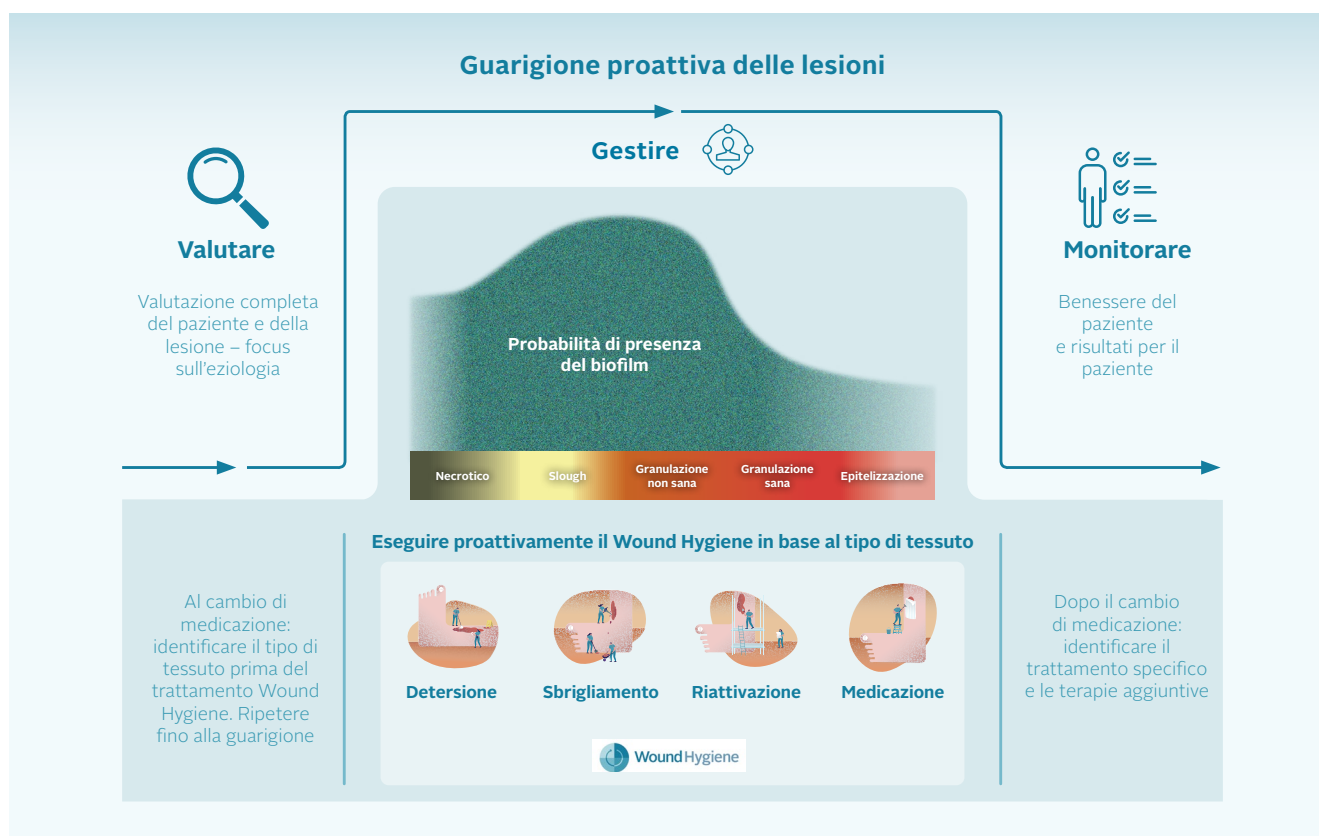 Guarigione proattiva delle lesioni
Gestire
Valutare
Valutazione completa
del paziente e della
lesione – focus
sull'eziologia
Probabilità di presenza
del biofilm
Necrotico
Slough
Granulazione
non sana
Granulazione
sana
Epitelizzazione
Monitorare
Benessere del
paziente
e risultati per il
paziente
Al cambio di
medicazione:
identificare il tipo di
tessuto prima del
trattamento Wound
Hygiene. Ripetere
fino alla guarigione
Eseguire proattivamente il Wound Hygiene in base al tipo di tessuto
Detersione
Sbrigliamento
Riattivazione
Medicazione
WoundHygiene
Dopo il cambio
di medicazione:
identificare il
trattamento specifico
e le terapie aggiuntive